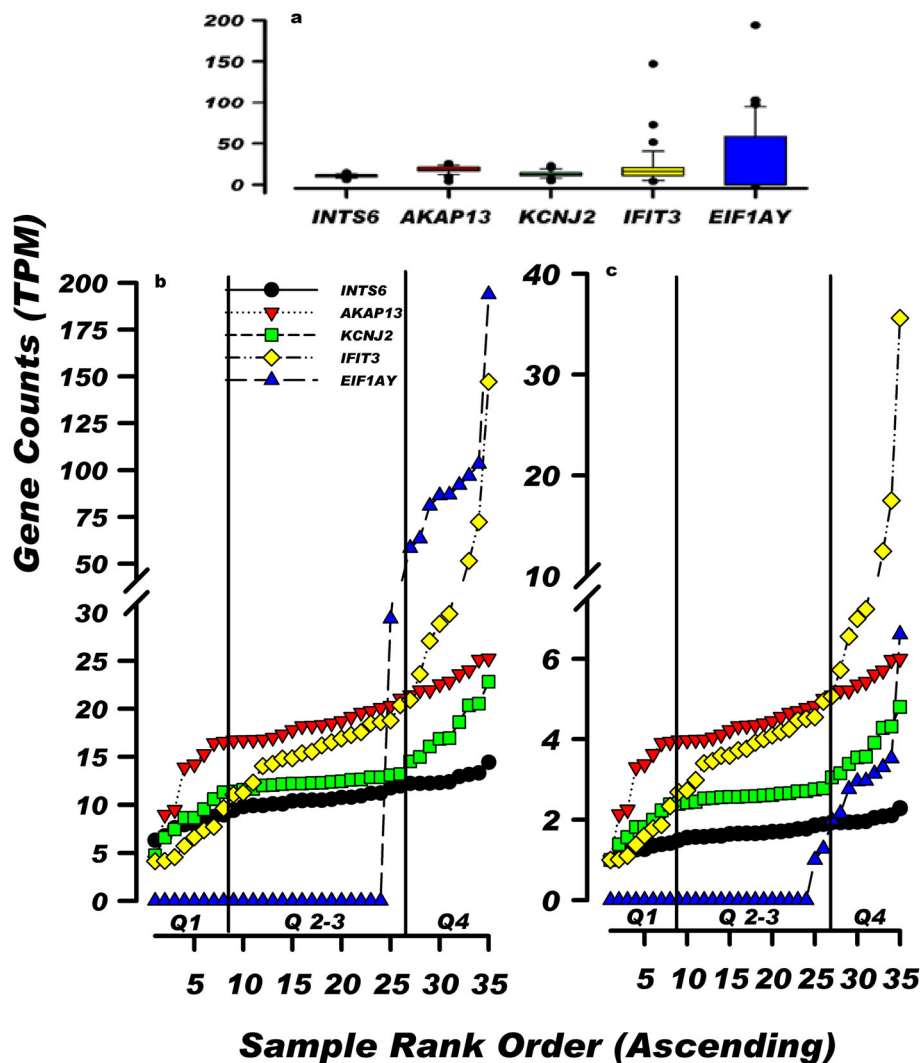 a
200
150
100
50
0
INTS6 AKAP13 KCNJ2 IFIT3 EIF1AY
Gene Counts (TPM)
b
200
175
150
125
100
75
50
30
25
20
15
10
5
0
INTS6
AKAP13
KCNJ2
IFIT3
EIF1AY
Q1 Q 2-3 Q4
5 10 15 20 25 30 35
c
40
30
20
10
6
4
2
0
Q1 Q 2-3 Q4
5 10 15 20 25 30 35
Sample Rank Order (Ascending)